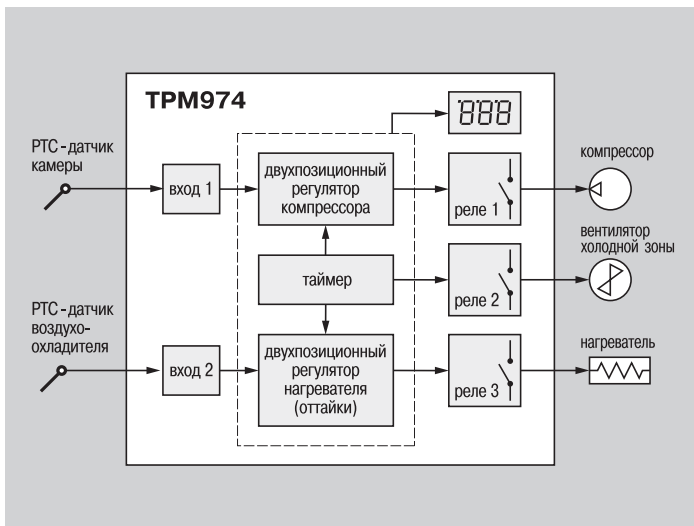 ТРМ974
888
РТС-датчик
камеры
вход 1
двухпозиционный
регулятор
компрессора
реле 1
компрессор
таймер
реле 2
вентилятор
холодной зоны
РТС-датчик
воздухо-
охладителя
вход 2
двухпозиционный
регулятор
нагревателя
(оттайки)
реле 3
нагреватель